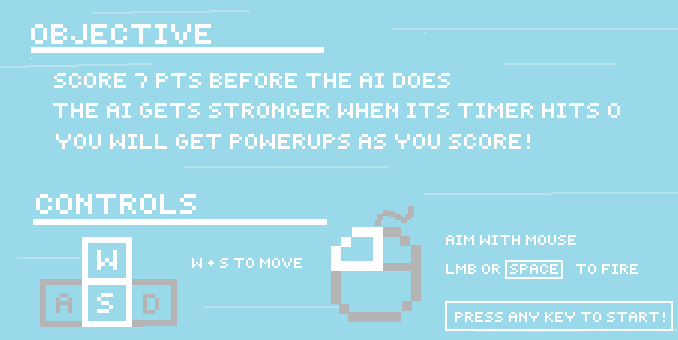 OBJECTIVE
SCORE 7 PTS BEFORE THE AI DOES
THE AI GETS STRONGER WHEN ITS TIMER HITS 0
YOU WILL GET POWERUPS AS YOU SCORE!
CONTROLS
W
A S D
W + S TO MOVE
AIM WITH MOUSE
LMB OR SPACE TO FIRE
PRESS ANY KEY TO START!